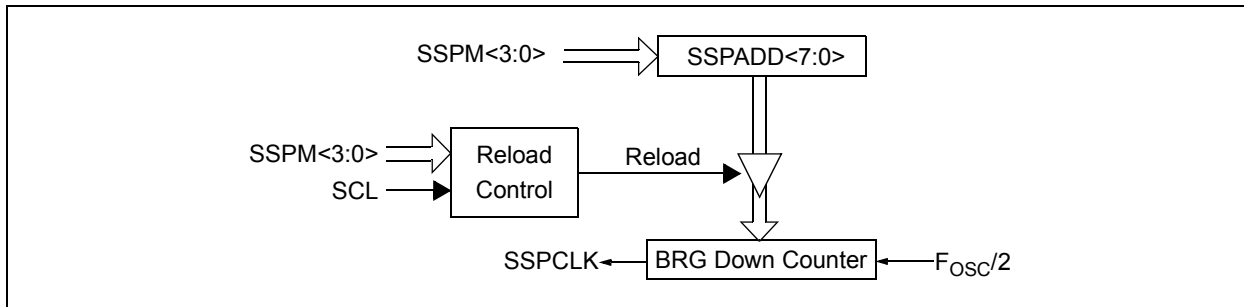 SSPM<3:0>
SSPADD<7:0>
SSPM<3:0>
SCL
Reload
Control
Reload
SSPCLK
BRG Down Counter
FOSC/2